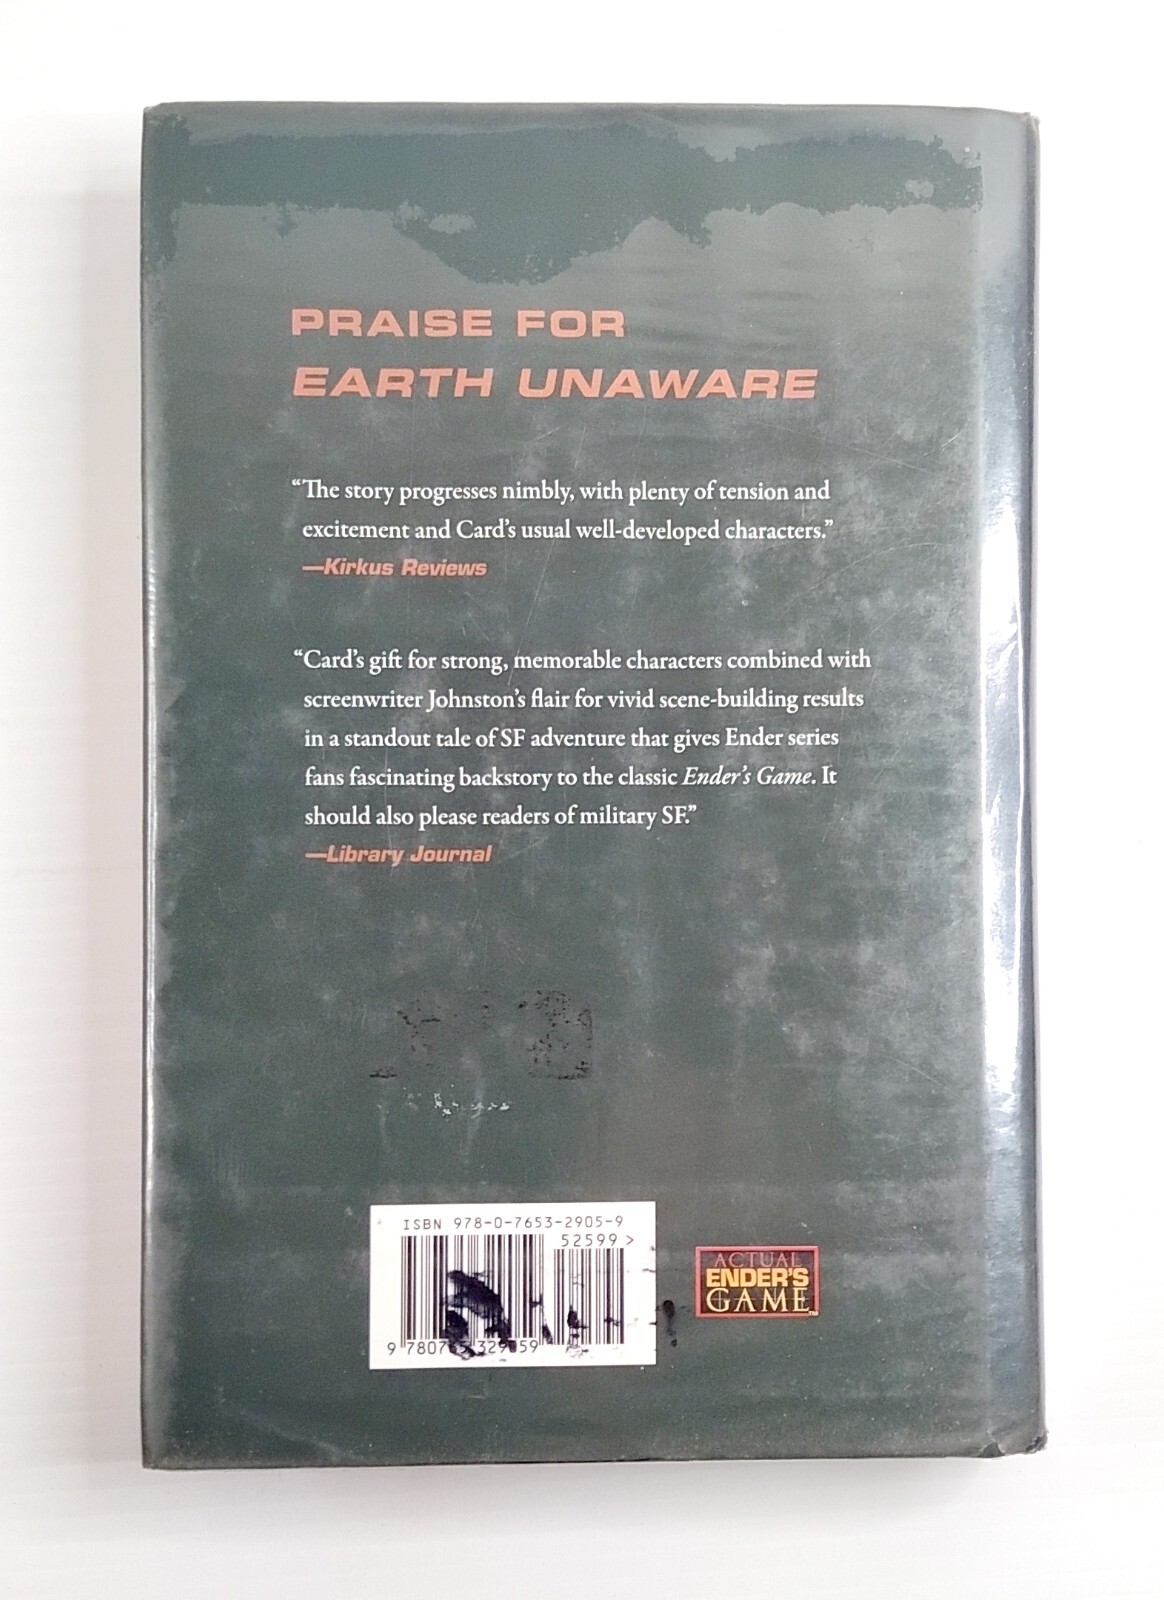 PRAISE FOR
EARTH UNAWARE
“The story progresses nimbly, with plenty of tension and
excitement and Card’s usual well-developed characters.”
—Kirkus Reviews
“Card’s gift for strong, memorable characters combined with
screenwriter Johnston’s flair for vivid scene-building results
in a standout tale of SF adventure that gives Ender series
fans fascinating backstory to the classic Ender’s Game. It
should also please readers of military SF.”
—Library Journal
ISBN 978-0-7653-2905-9
52599 >
9
ACTUAL
ENDER'S
GAME™